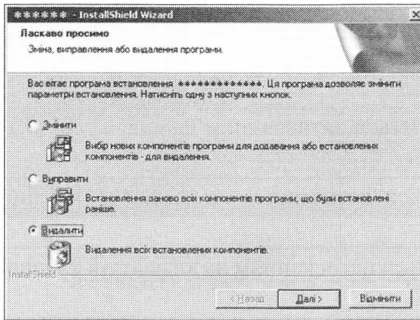 ****** - InstallShield Wizard
Ласкаво просимо
Зміна, виправлення або видалення програми.
Вас вітає програма встановлення *************. Ця програма дозволяє змінити
параметри встановлення. Натисніть одну з наступних кнопок.
Змінити
Вибір нових компонентів програми для додавання або встановлених
компонентів - для видалення.
Виправити
Встановлення заново всіх компонентів програми, що були встановлені
раніше.
Видалити
Видалення всіх встановлених компонентів.
InstallShield
< Назад
Далі >
Відмінити